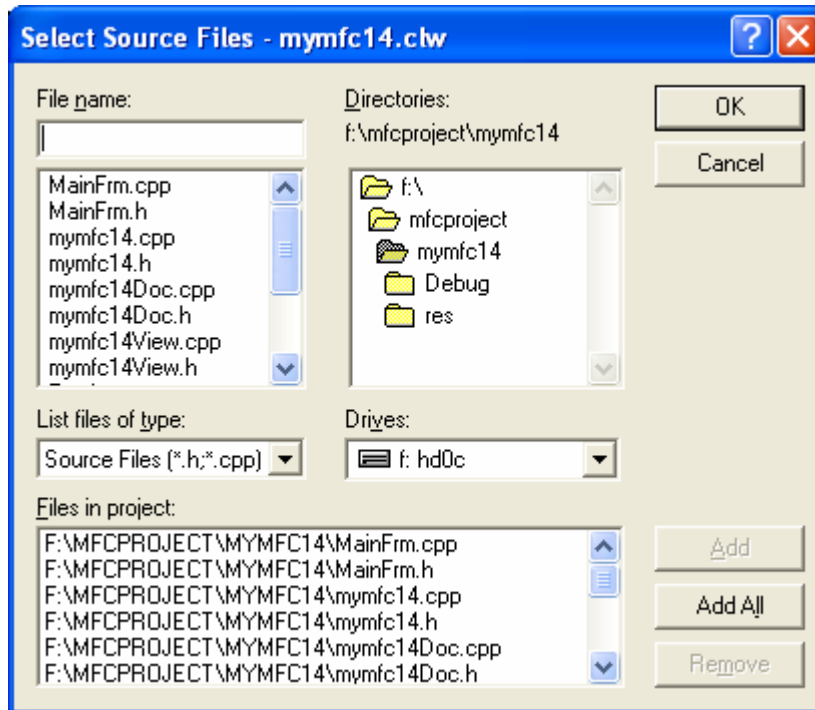 Select Source Files - mymfc14.clw
File name:
Directories:
f:\mfcproject\mymfc14
OK
Cancel
MainFrm.cpp
MainFrm.h
mymfc14.cpp
mymfc14.h
mymfc14Doc.cpp
mymfc14Doc.h
mymfc14View.cpp
mymfc14View.h
f:\
mfcproject
mymfc14
Debug
res
List files of type:
Source Files (*.h;*.cpp)
Drives:
f: hd0c
Files in project:
F:\MFCPROJECT\MYMFC14\MainFrm.cpp
F:\MFCPROJECT\MYMFC14\MainFrm.h
F:\MFCPROJECT\MYMFC14\mymfc14.cpp
F:\MFCPROJECT\MYMFC14\mymfc14.h
F:\MFCPROJECT\MYMFC14\mymfc14Doc.cpp
F:\MFCPROJECT\MYMFC14\mymfc14Doc.h
Add
Add All
Remove